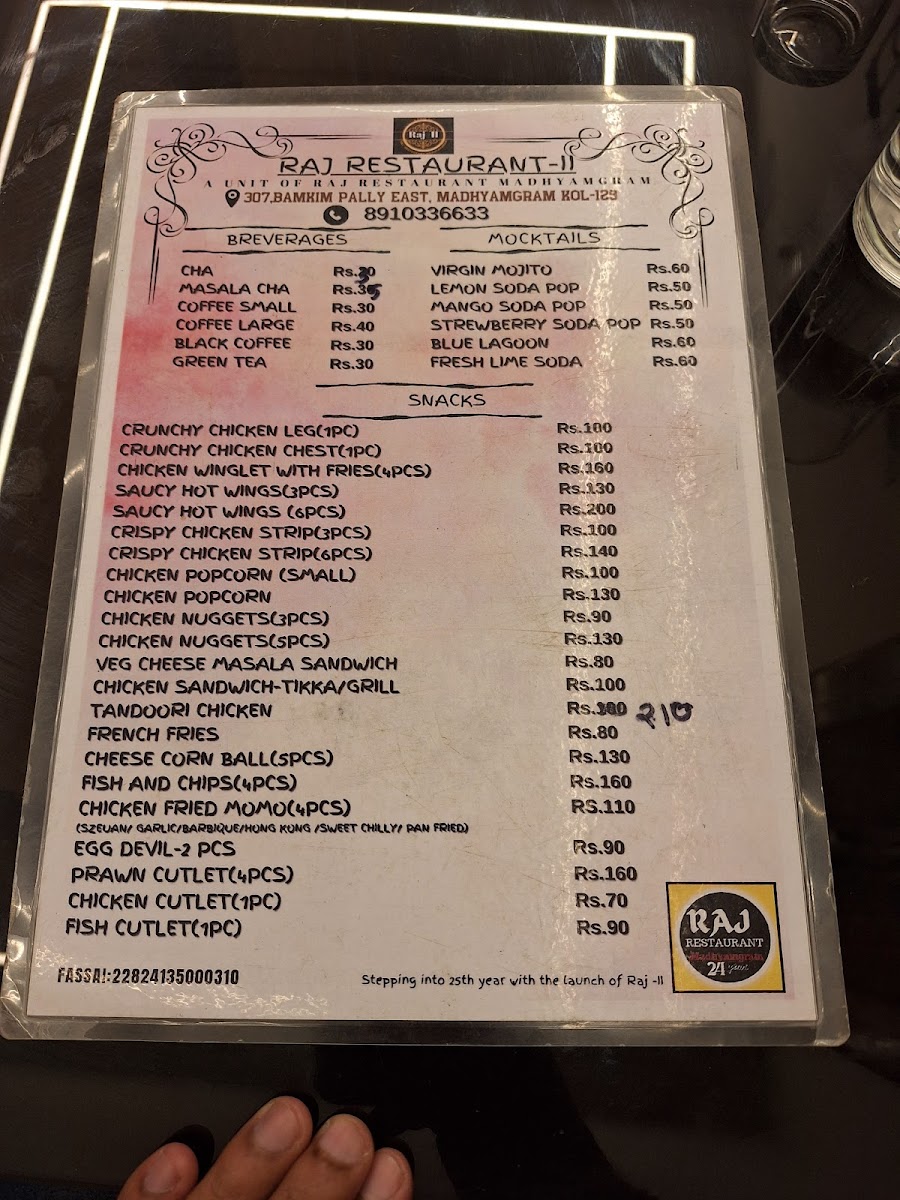 Raj II
RAJ RESTAURANT-II
A UNIT OF RAJ RESTAURANT MADHYAMGRAM
307,BAMKIM PALLY EAST, MADHYAMGRAM KOL-129
8910336633
BREVERAGES
CHA Rs.30
MASALA CHA Rs.35
COFFEE SMALL Rs.30
COFFEE LARGE Rs.40
BLACK COFFEE Rs.30
GREEN TEA Rs.30
MOCKTAILS
VIRGIN MOJITO Rs.60
LEMON SODA POP Rs.50
MANGO SODA POP Rs.50
STREWBERRY SODA POP Rs.50
BLUE LAGOON Rs.60
FRESH LIME SODA Rs.60
SNACKS
CRUNCHY CHICKEN LEG(1PC) Rs.100
CRUNCHY CHICKEN CHEST(1PC) Rs.100
CHICKEN WINGLET WITH FRIES(4PCS) Rs.160
SAUCY HOT WINGS(3PCS) Rs.130
SAUCY HOT WINGS (6PCS) Rs.200
CRISPY CHICKEN STRIP(3PCS) Rs.100
CRISPY CHICKEN STRIP(6PCS) Rs.140
CHICKEN POPCORN (SMALL) Rs.100
CHICKEN POPCORN Rs.130
CHICKEN NUGGETS(3PCS) Rs.90
CHICKEN NUGGETS(5PCS) Rs.130
VEG CHEESE MASALA SANDWICH Rs.80
CHICKEN SANDWICH-TIKKA/GRILL Rs.100
TANDOORI CHICKEN 210
FRENCH FRIES Rs.80
CHEESE CORN BALL(5PCS) Rs.130
FISH AND CHIPS(4PCS) Rs.160
CHICKEN FRIED MOMO(4PCS) RS.110
(SZEUAN/ GARLIC/BARBIQUE/HONG KONG /SWEET CHILLY/ PAN FRIED)
EGG DEVIL-2 PCS Rs.90
PRAWN CUTLET(4PCS) Rs.160
CHICKEN CUTLET(1PC) Rs.70
FISH CUTLET(1PC) Rs.90
RAJ
RESTAURANT
Madhyamgram
24 years
FASSAI:22824135000310
Stepping into 25th year with the launch of Raj -II